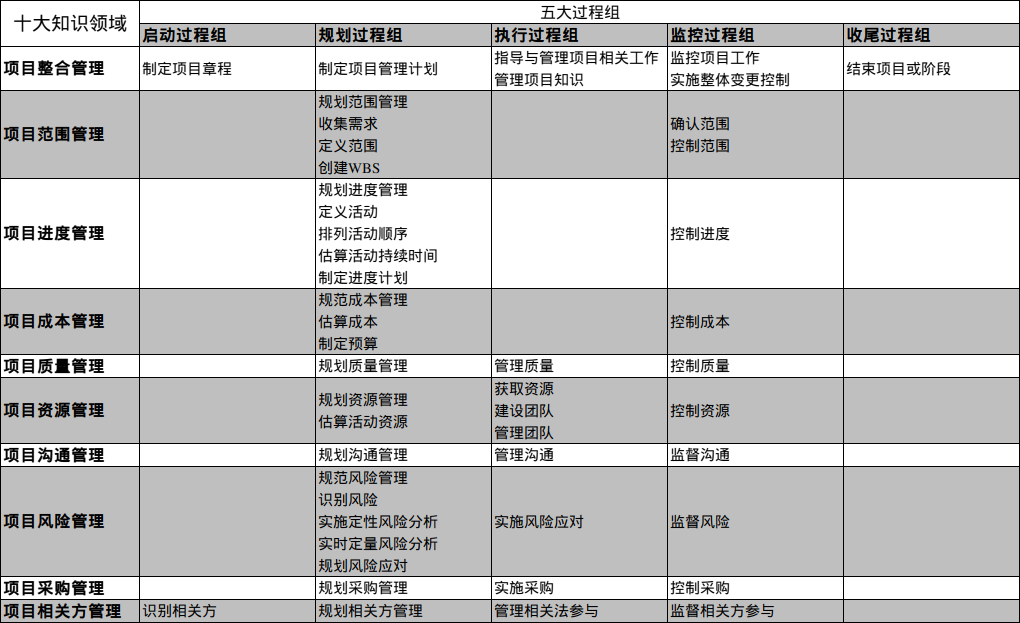 十大知识领域
五大过程组
启动过程组
规划过程组
执行过程组
监控过程组
收尾过程组
项目整合管理
制定项目章程
制定项目管理计划
指导与管理项目相关工作
管理项目知识
监控项目工作
实施整体变更控制
结束项目或阶段
项目范围管理
规划范围管理
收集需求
定义范围
创建WBS
确认范围
控制范围
项目进度管理
规划进度管理
定义活动
排列活动顺序
估算活动持续时间
制定进度计划
控制进度
项目成本管理
规范成本管理
估算成本
制定预算
控制成本
项目质量管理
规划质量管理
管理质量
控制质量
项目资源管理
规划资源管理
估算活动资源
获取资源
建设团队
管理团队
控制资源
项目沟通管理
规划沟通管理
管理沟通
监督沟通
项目风险管理
规范风险管理
识别风险
实施定性风险分析
实时定量风险分析
规划风险应对
实施风险应对
监督风险
项目采购管理
规划采购管理
实施采购
控制采购
项目相关方管理
识别相关方
规划相关方管理
管理相关法参与
监督相关方参与